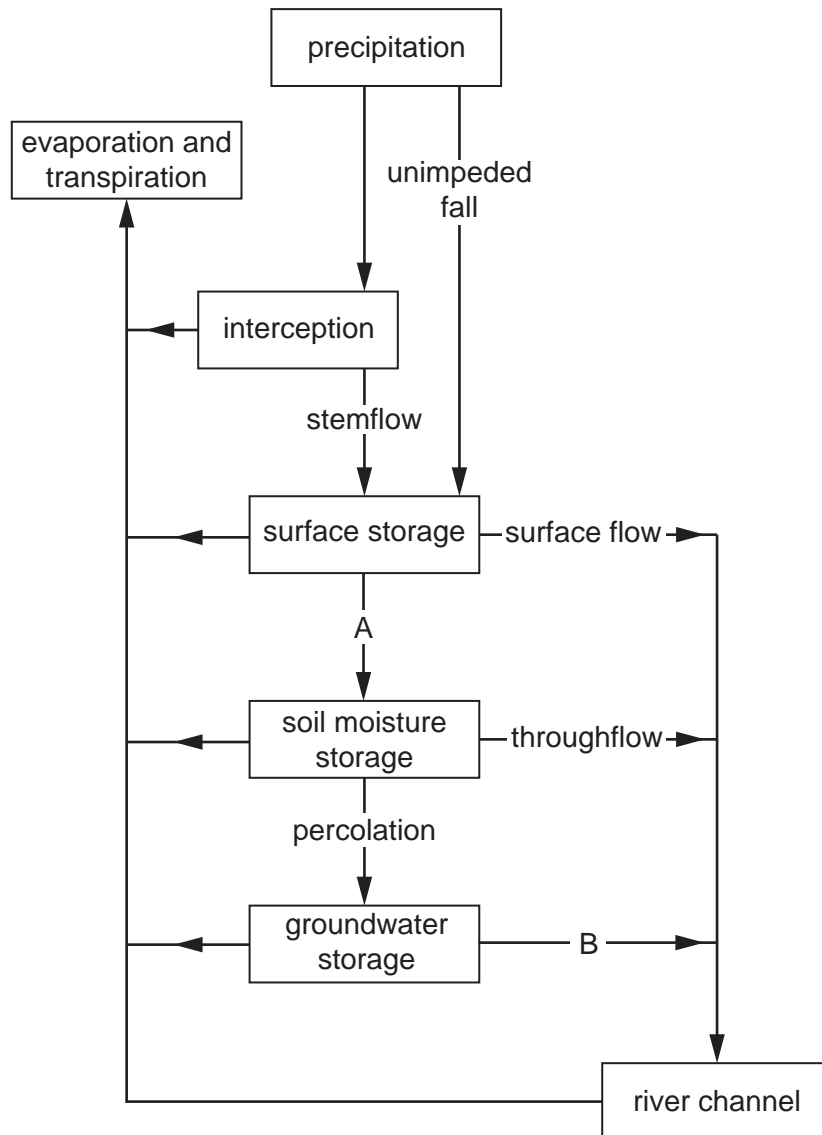 precipitation
evaporation and
transpiration
unimpeded
fall
interception
stemflow
surface storage
surface flow
A
soil moisture
storage
throughflow
percolation
groundwater
storage
B
river channel